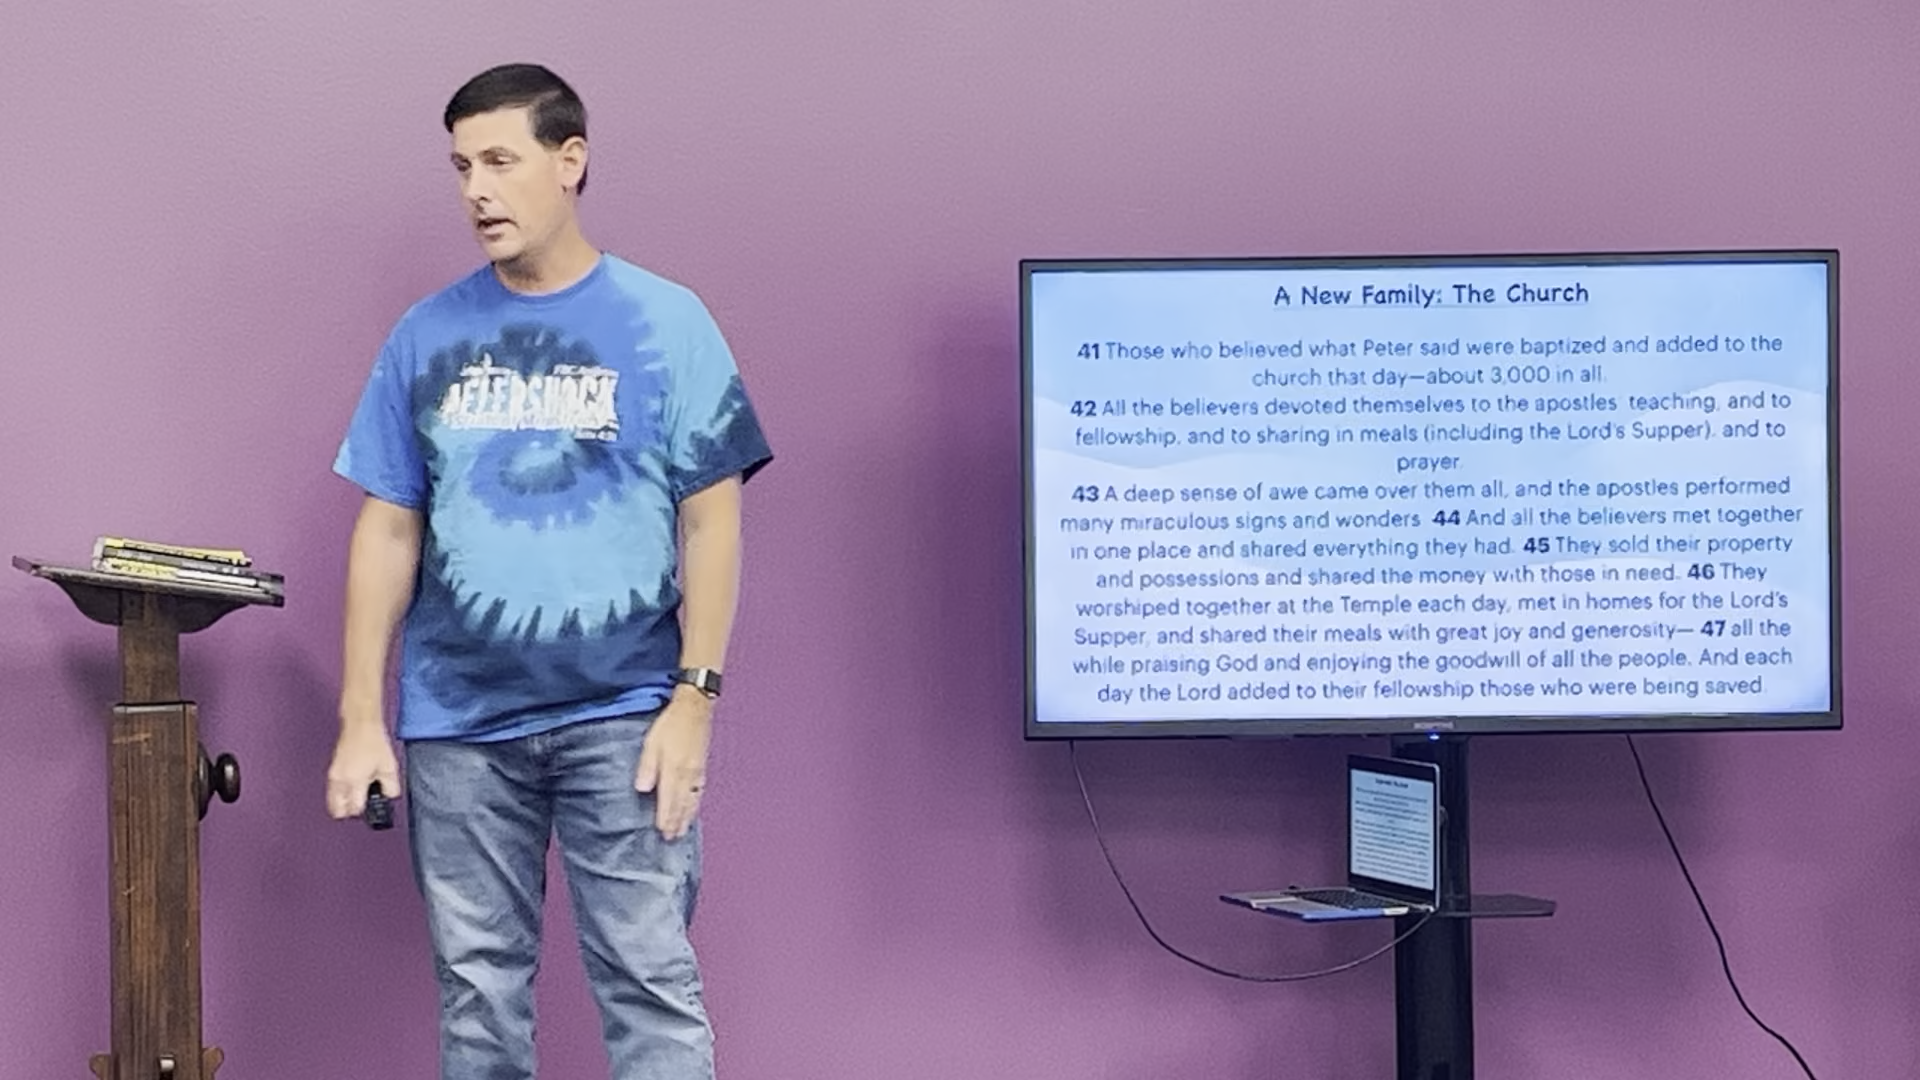 A New Family: The Church
41 Those who believed what Peter said were baptized and added to the
church that day—about 3,000 in all.
42 All the believers devoted themselves to the apostles' teaching, and to
fellowship, and to sharing in meals (including the Lord's Supper), and to
prayer.
43 A deep sense of awe came over them all, and the apostles performed
many miraculous signs and wonders. 44 And all the believers met together
in one place and shared everything they had. 45 They sold their property
and possessions and shared the money with those in need. 46 They
worshiped together at the Temple each day, met in homes for the Lord's
Supper, and shared their meals with great joy and generosity— 47 all the
while praising God and enjoying the goodwill of all the people. And each
day the Lord added to their fellowship those who were being saved.
AFTERSHOCK